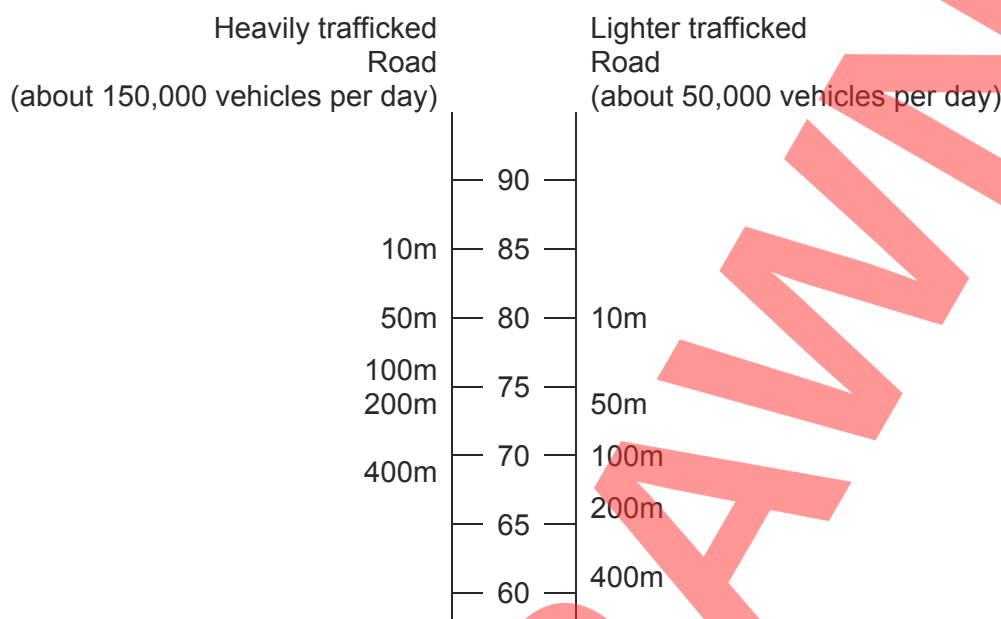 Heavily trafficked
Road
(about 150,000 vehicles per day)
Lighter trafficked
Road
(about 50,000 vehicles per day)
90
10m 85
50m 80 10m
100m
75
200m 50m
70 100m
400m
200m
65
400m
60